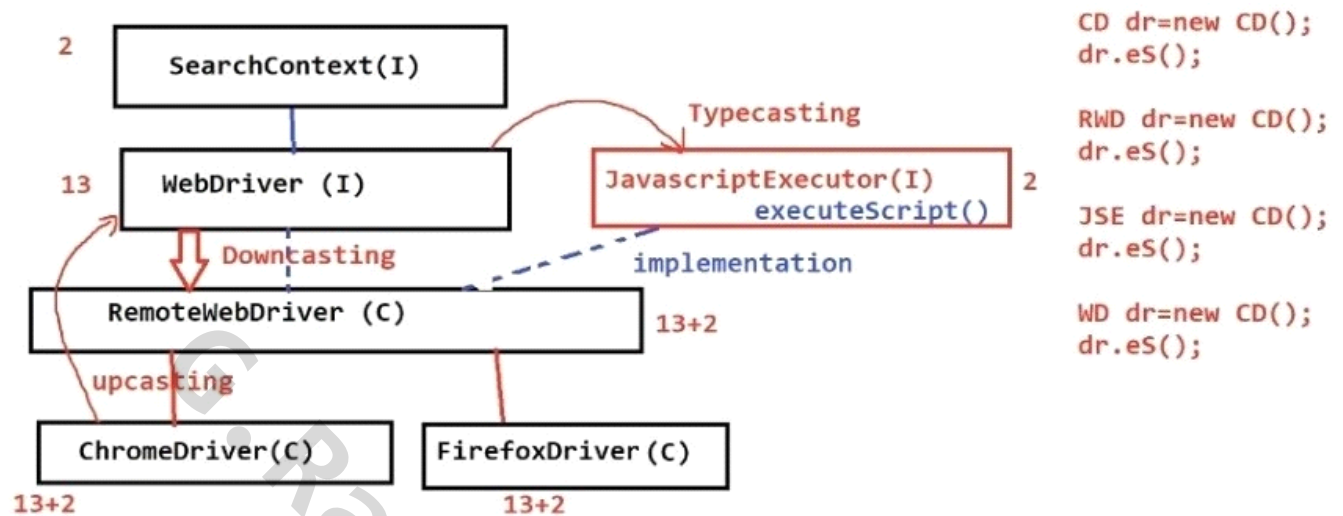 2
SearchContext(I)
13
WebDriver (I)
Typecasting
JavascriptExecutor(I)
executeScript()
2
Downcasting
implementation
RemoteWebDriver (C)
13+2
upcasting
ChromeDriver(C)
FirefoxDriver(C)
13+2
13+2
CD dr=new CD();
dr.eS();
RWD dr=new CD();
dr.eS();
JSE dr=new CD();
dr.eS();
WD dr=new CD();
dr.eS();